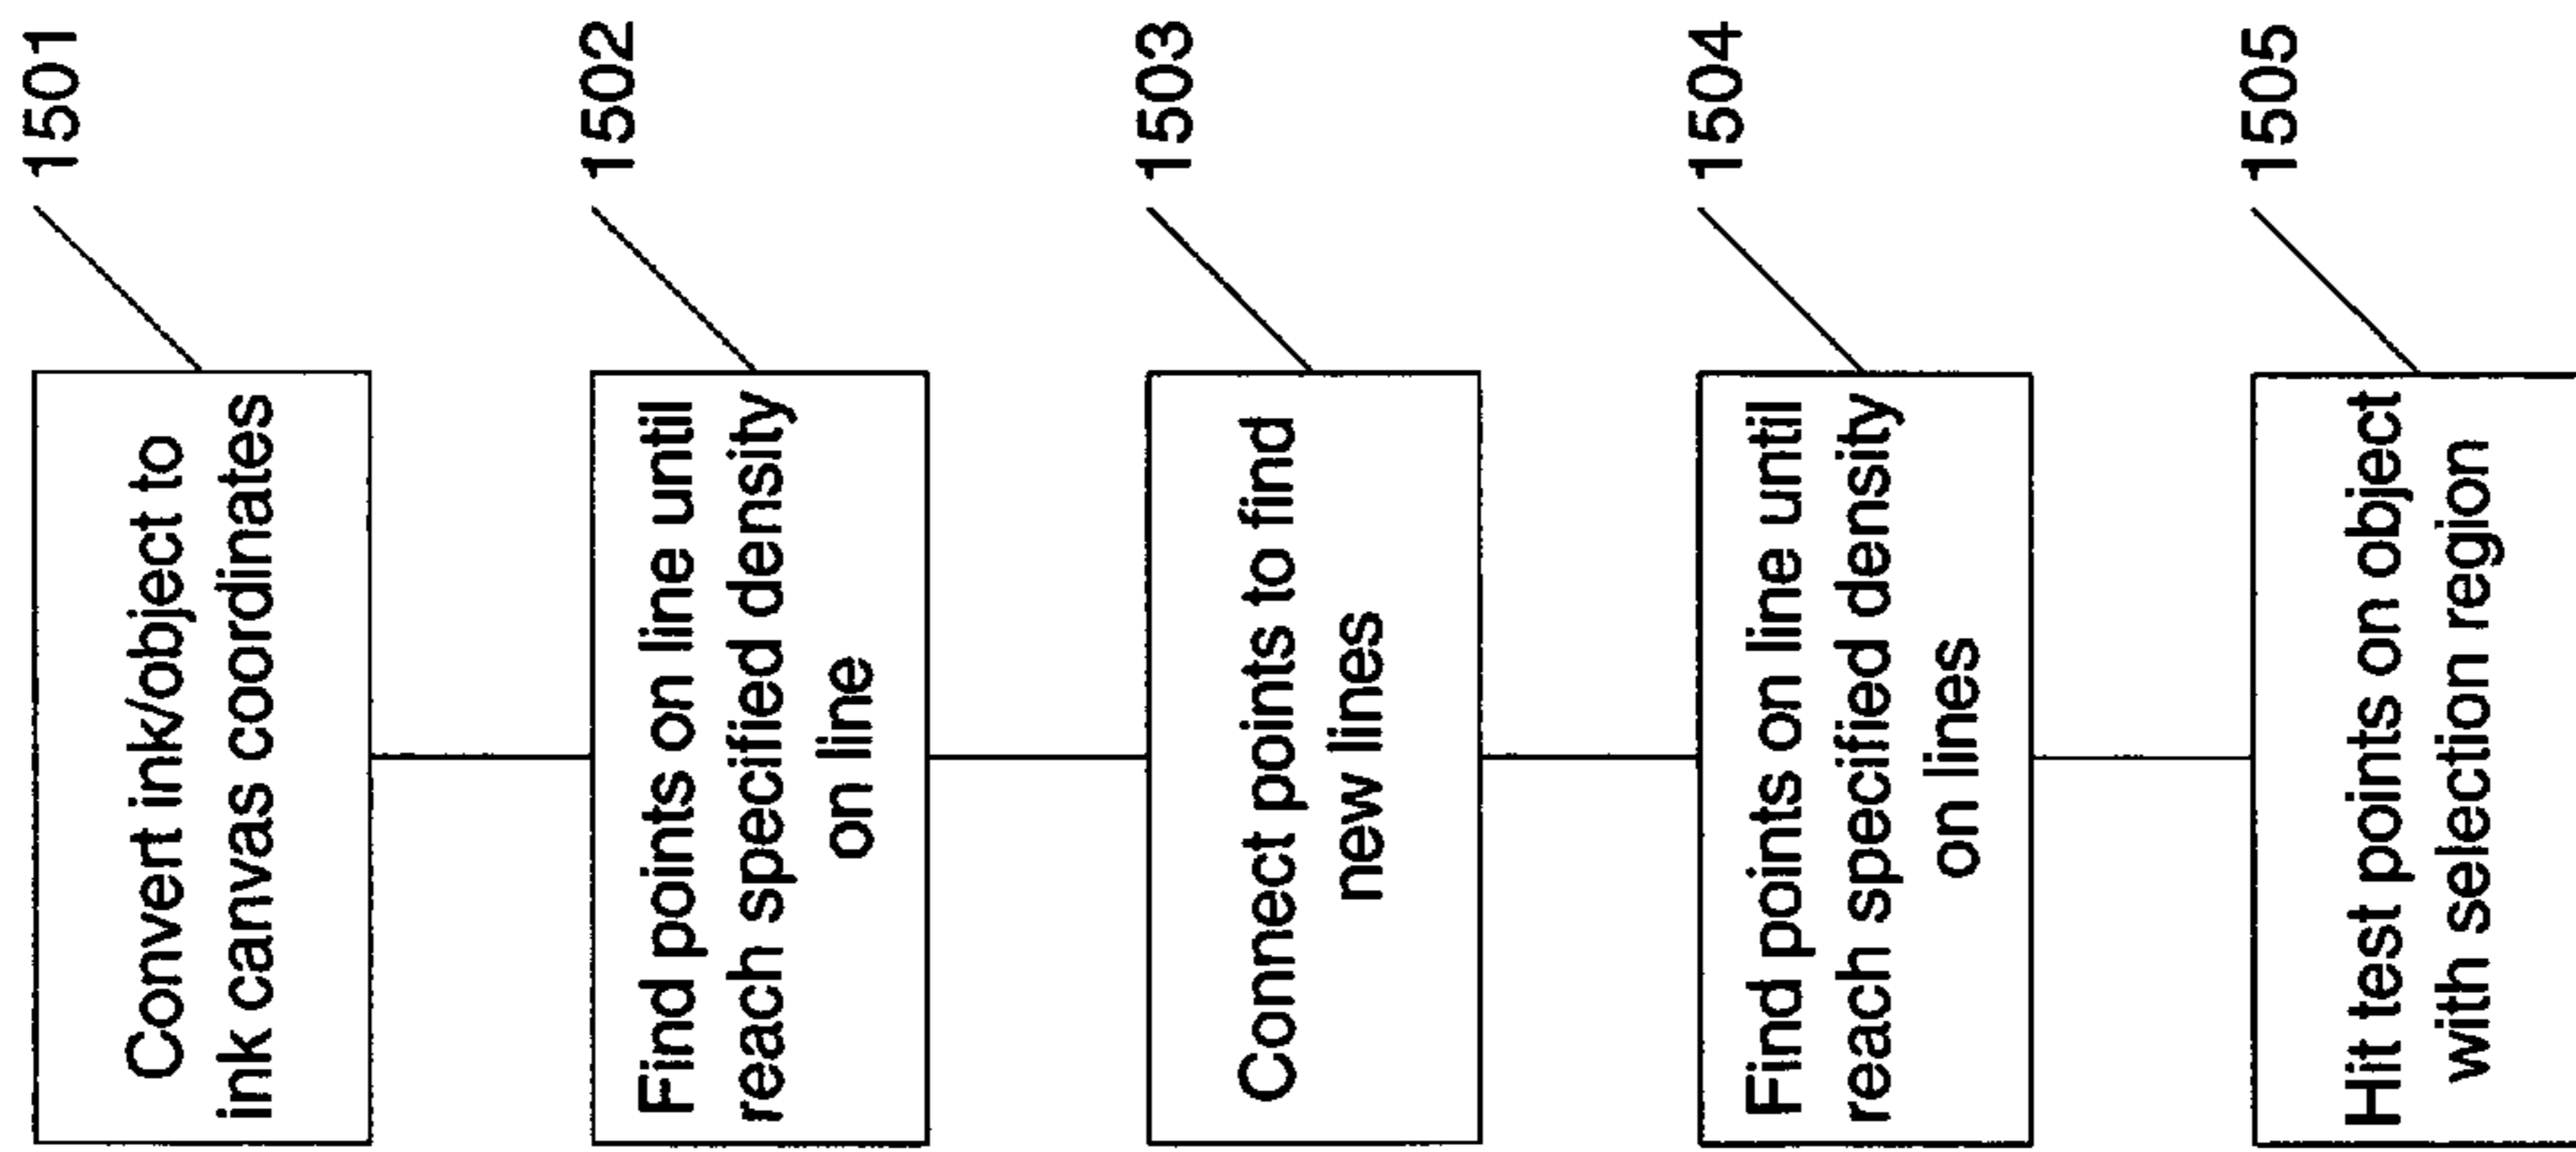 1501
Convert ink/object to
ink canvas coordinates
1502
Find points on line until
reach specified density
on line
1503
Connect points to find
new lines
1504
Find points on line until
reach specified density
on lines
1505
Hit test points on object
with selection region